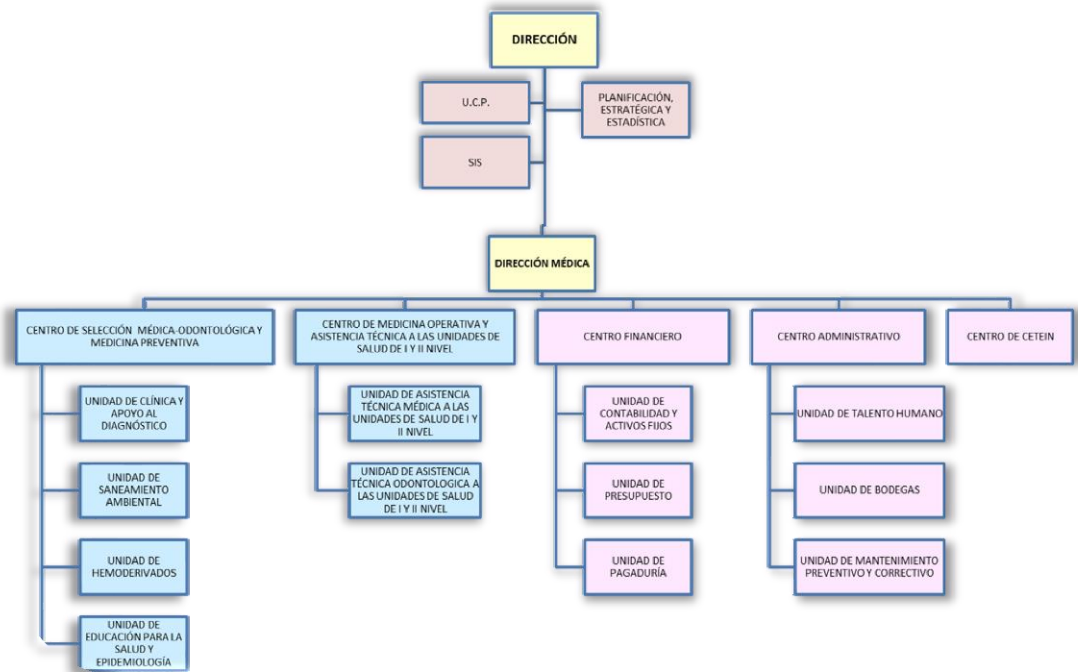 DIRECCIÓN
U.C.P.
PLANIFICACIÓN,
ESTRATÉGICA Y
ESTADÍSTICA
SIS
DIRECCIÓN MÉDICA
CENTRO DE SELECCIÓN MÉDICA-ODONTOLÓGICA Y
MEDICINA PREVENTIVA
CENTRO DE MEDICINA OPERATIVA Y
ASISTENCIA TÉCNICA A LAS UNIDADES DE
SALUD DE I Y II NIVEL
CENTRO FINANCIERO
CENTRO ADMINISTRATIVO
CENTRO DE CETEIN
UNIDAD DE CLÍNICA Y
APOYO AL
DIAGNÓSTICO
UNIDAD DE
SANEAMIENTO
AMBIENTAL
UNIDAD DE
HEMODERIVADOS
UNIDAD DE
EDUCACIÓN PARA LA
SALUD Y
EPIDEMIOLOGÍA
UNIDAD DE ASISTENCIA
TÉCNICA MÉDICA A LAS
UNIDADES DE SALUD DE I Y
II NIVEL
UNIDAD DE ASISTENCIA
TÉCNICA ODONTOLOGICA A
LAS UNIDADES DE SALUD
DE I Y II NIVEL
UNIDAD DE
CONTABILIDAD Y
ACTIVOS FIJOS
UNIDAD DE
PRESUPUESTO
UNIDAD DE
PAGADURÍA
UNIDAD DE TALENTO HUMANO
UNIDAD DE BODEGAS
UNIDAD DE MANTENIMIENTO
PREVENTIVO Y CORRECTIVO